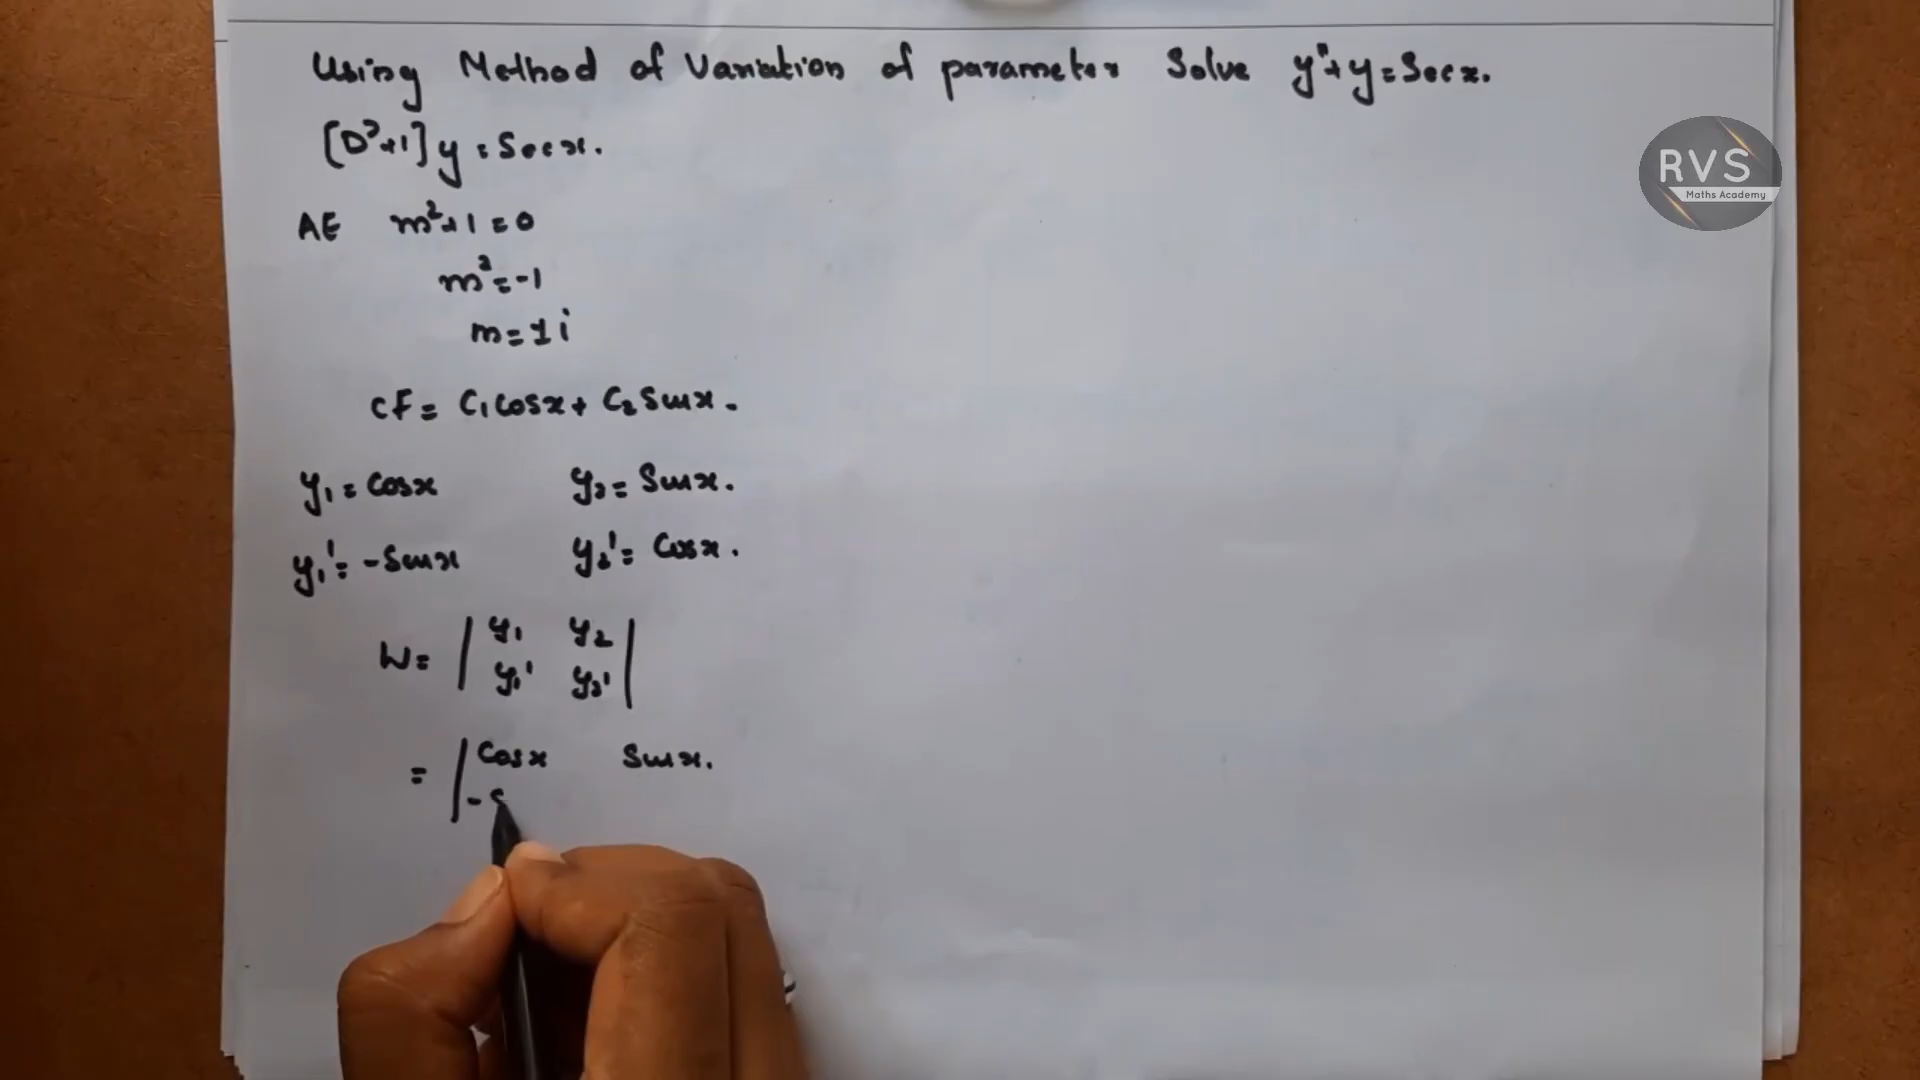 Using Method of Variation of parameter Solve y"+y=Secx.
[D²+1]y=Secx.
AE m²+1=0
m²=-1
m=±i
CF= C₁Cosx+ C₂Sinx.
y₁=Cosx y₂= Sinx.
y₁'= -Sinx y₂'= Cosx.
W= | y₁ y₂ |
y₁' y₂'
= | Cosx Sinx.
- S
RVS
Maths Academy